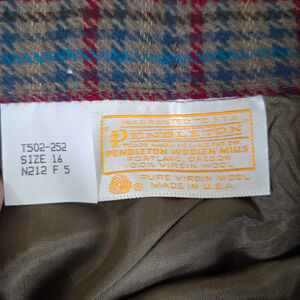 T502-252
SIZE 16
N212 F 5
WARRANTED TO BE A
PENDLETON
PENDLETON WOOLEN MILLS
PORTLAND, OREGON
100% VIRGIN WOOL
PURE VIRGIN WOOL
MADE IN U.S.A.